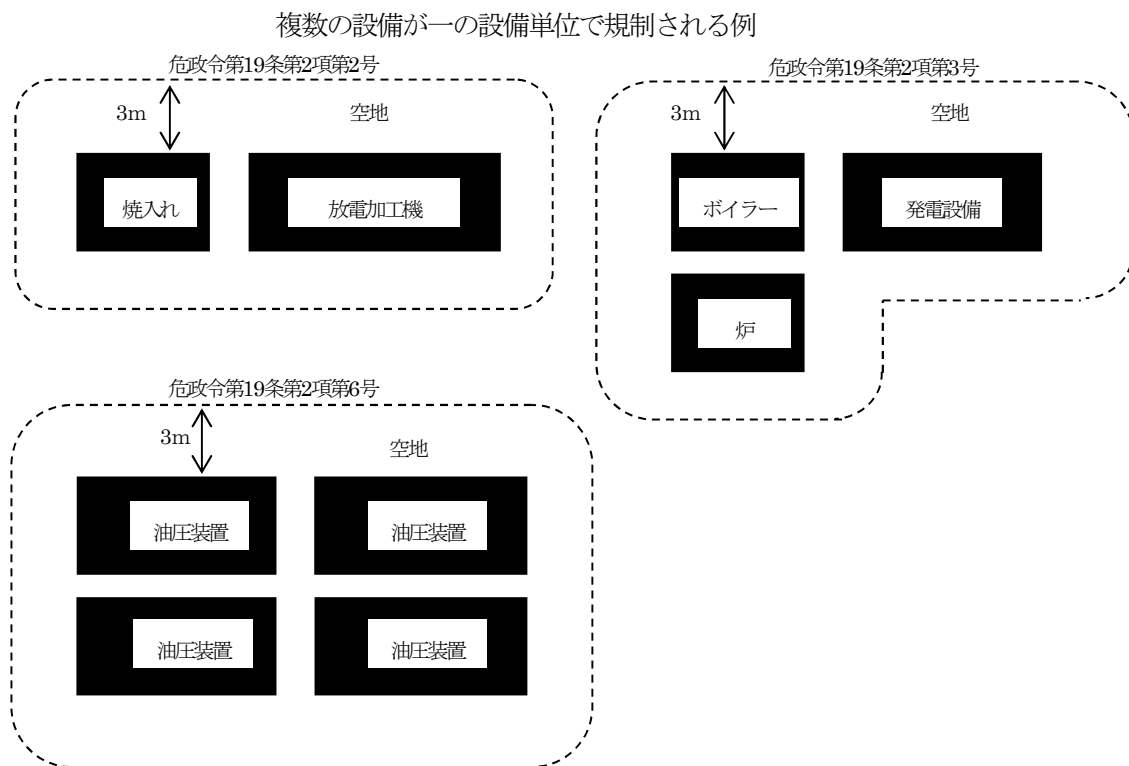 複数の設備が一の設備単位で規制される例
危政令第19条第2項第2号
3m
空地
焼入れ
放電加工機
危政令第19条第2項第3号
3m
空地
ボイラー
発電設備
炉
危政令第19条第2項第6号
3m
空地
油圧装置
油圧装置
油圧装置
油圧装置